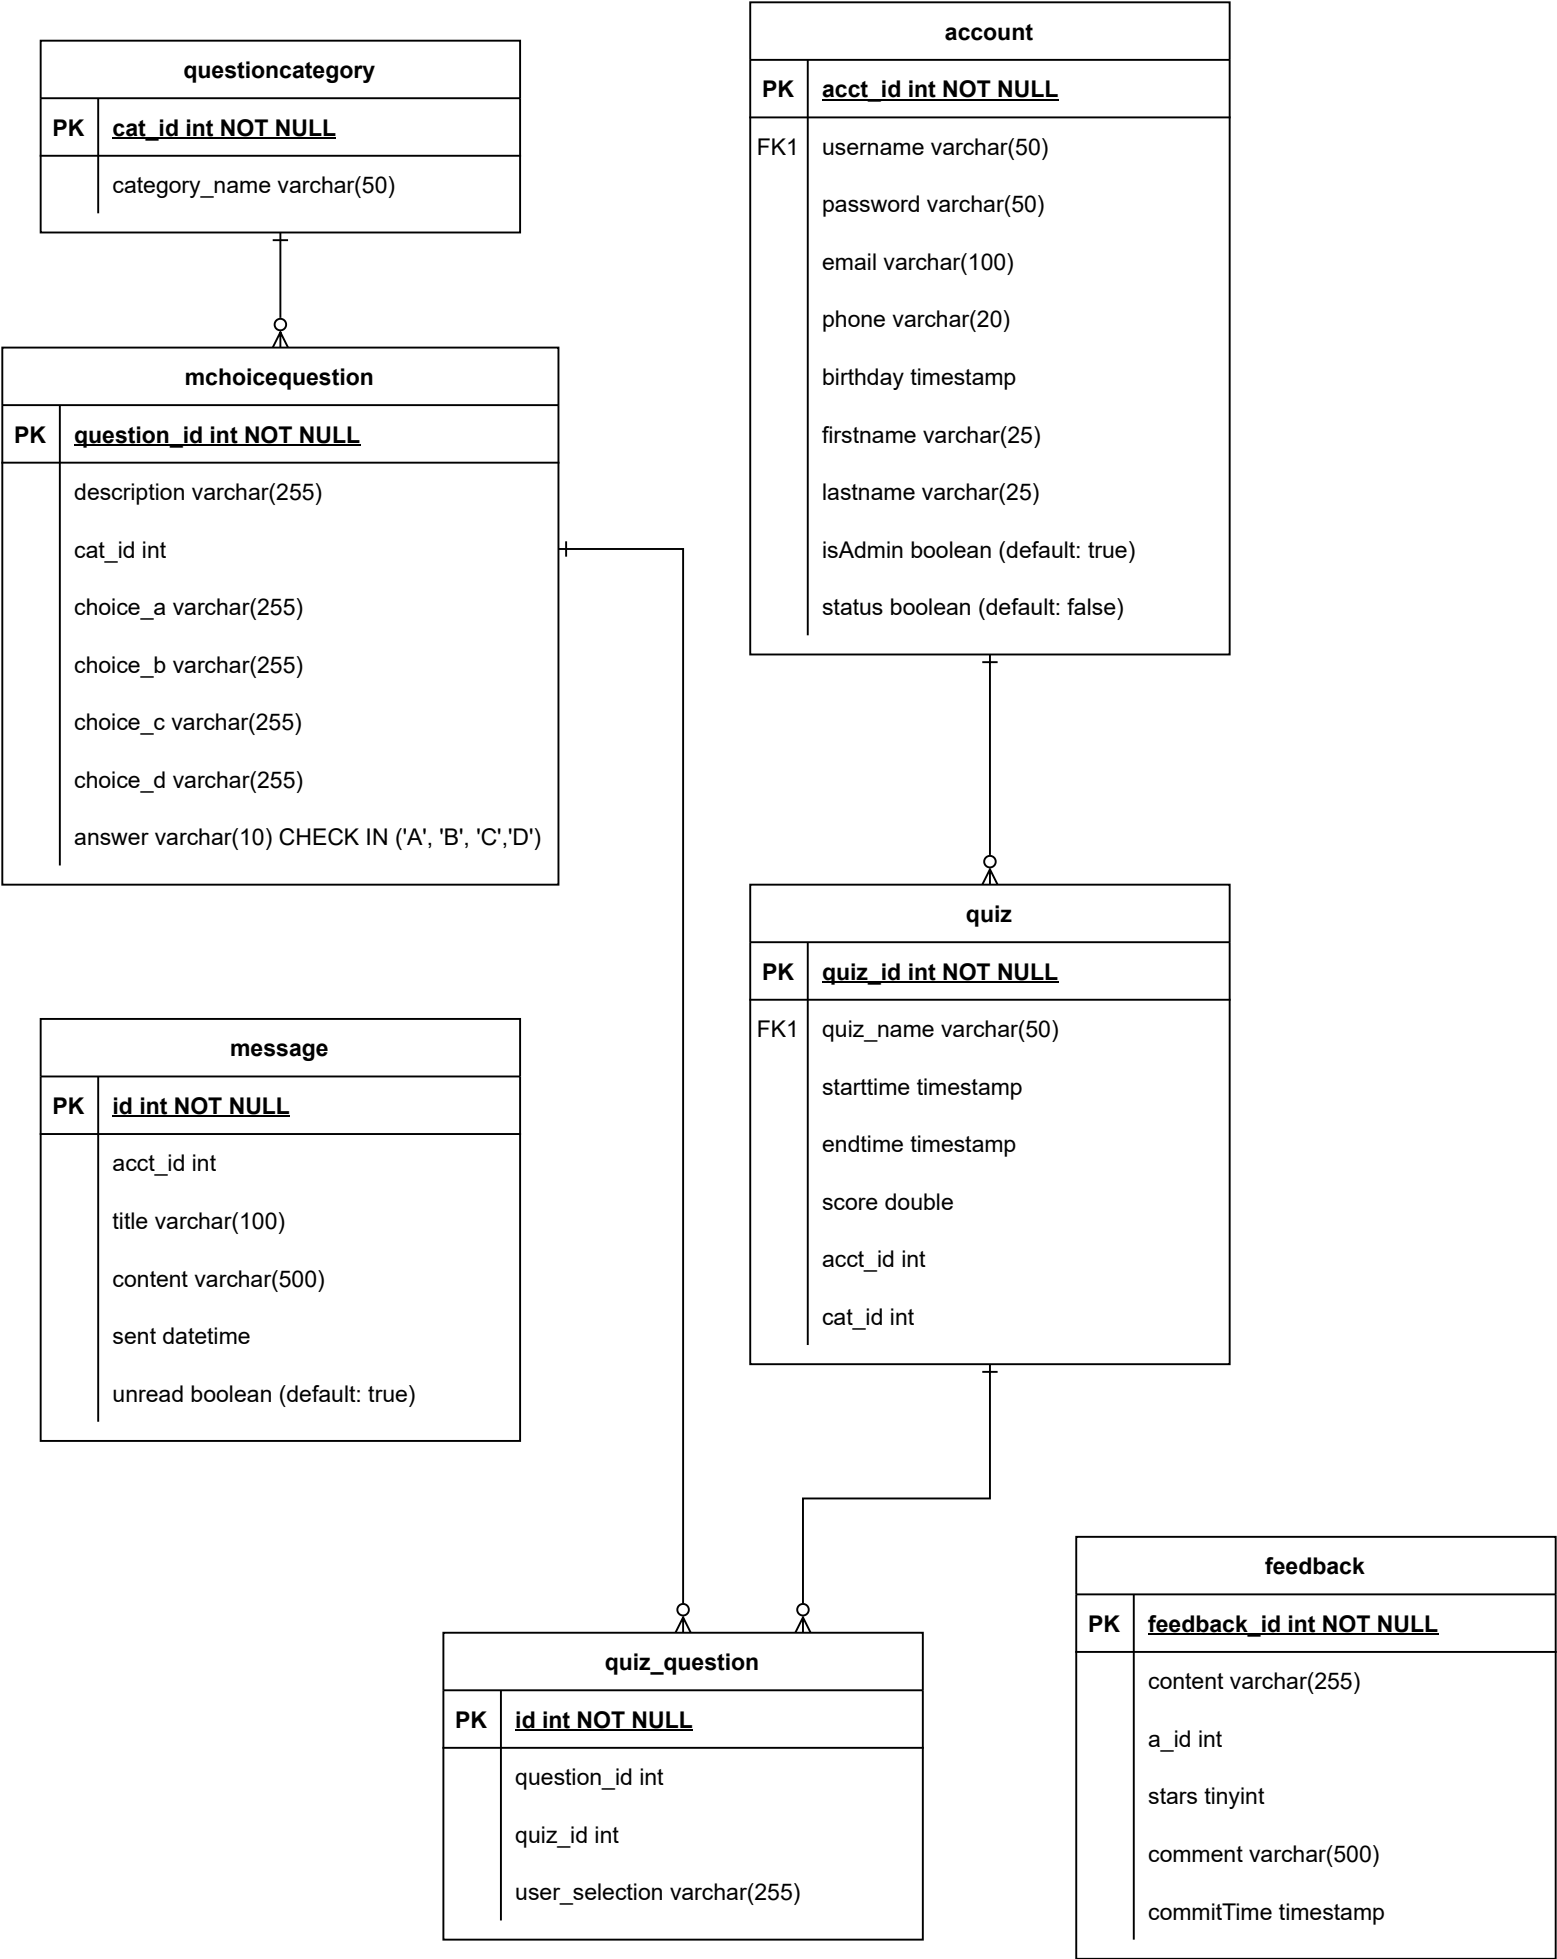 questioncategory
PK cat_id int NOT NULL
category_name varchar(50)
account
PK acct_id int NOT NULL
FK1 username varchar(50)
password varchar(50)
email varchar(100)
phone varchar(20)
birthday timestamp
firstname varchar(25)
lastname varchar(25)
isAdmin boolean (default: true)
status boolean (default: false)
mchoicequestion
PK question_id int NOT NULL
description varchar(255)
cat_id int
choice_a varchar(255)
choice_b varchar(255)
choice_c varchar(255)
choice_d varchar(255)
answer varchar(10) CHECK IN ('A', 'B', 'C','D')
quiz
PK quiz_id int NOT NULL
FK1 quiz_name varchar(50)
starttime timestamp
endtime timestamp
score double
acct_id int
cat_id int
message
PK id int NOT NULL
acct_id int
title varchar(100)
content varchar(500)
sent datetime
unread boolean (default: true)
quiz_question
PK id int NOT NULL
question_id int
quiz_id int
user_selection varchar(255)
feedback
PK feedback_id int NOT NULL
content varchar(255)
a_id int
stars tinyint
comment varchar(500)
commitTime timestamp